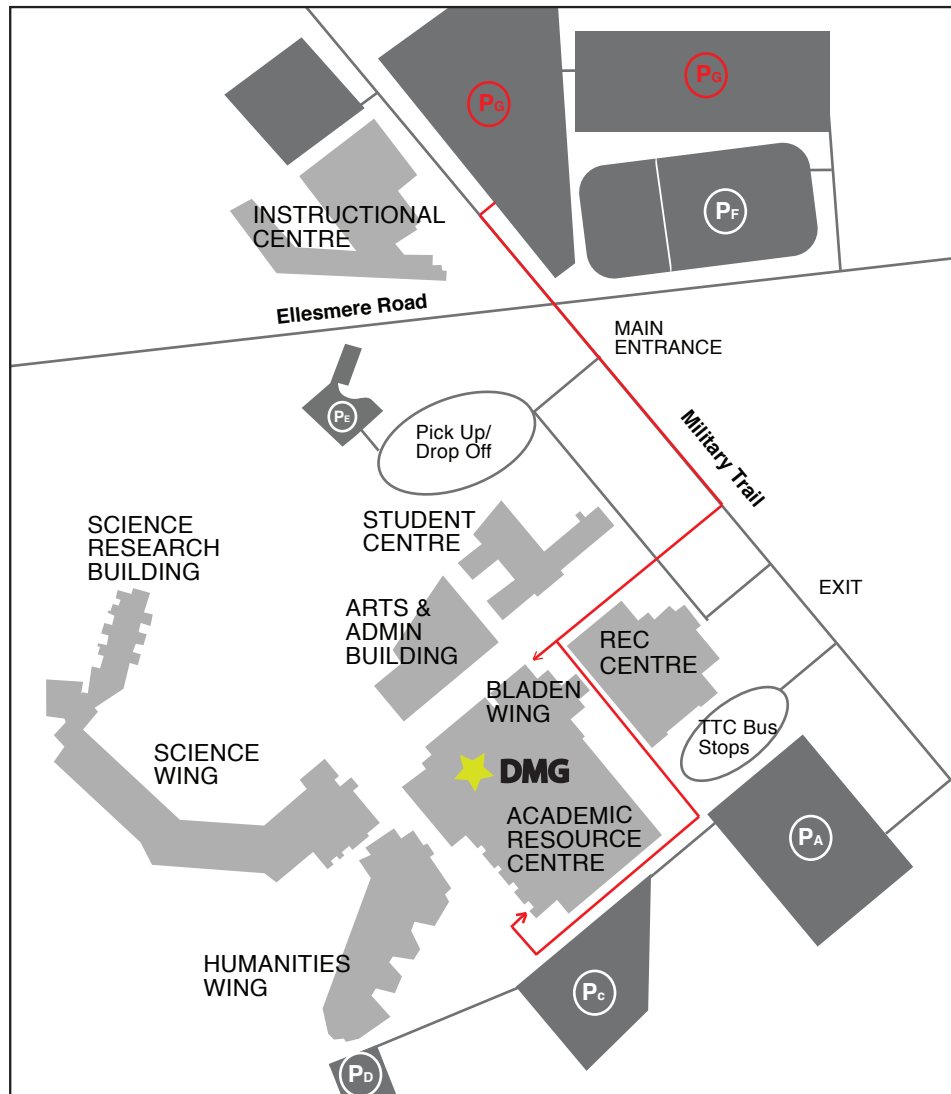 PG
PG
PF
INSTRUCTIONAL
CENTRE
Ellesmere Road
MAIN
ENTRANCE
PE
Pick Up/
Drop Off
Military Trail
STUDENT
CENTRE
SCIENCE
RESEARCH
BUILDING
EXIT
ARTS &
ADMIN
BUILDING
REC
CENTRE
BLADEN
WING
TTC Bus
Stops
SCIENCE
WING
DMG
ACADEMIC
RESOURCE
CENTRE
PA
HUMANITIES
WING
Pc
PD